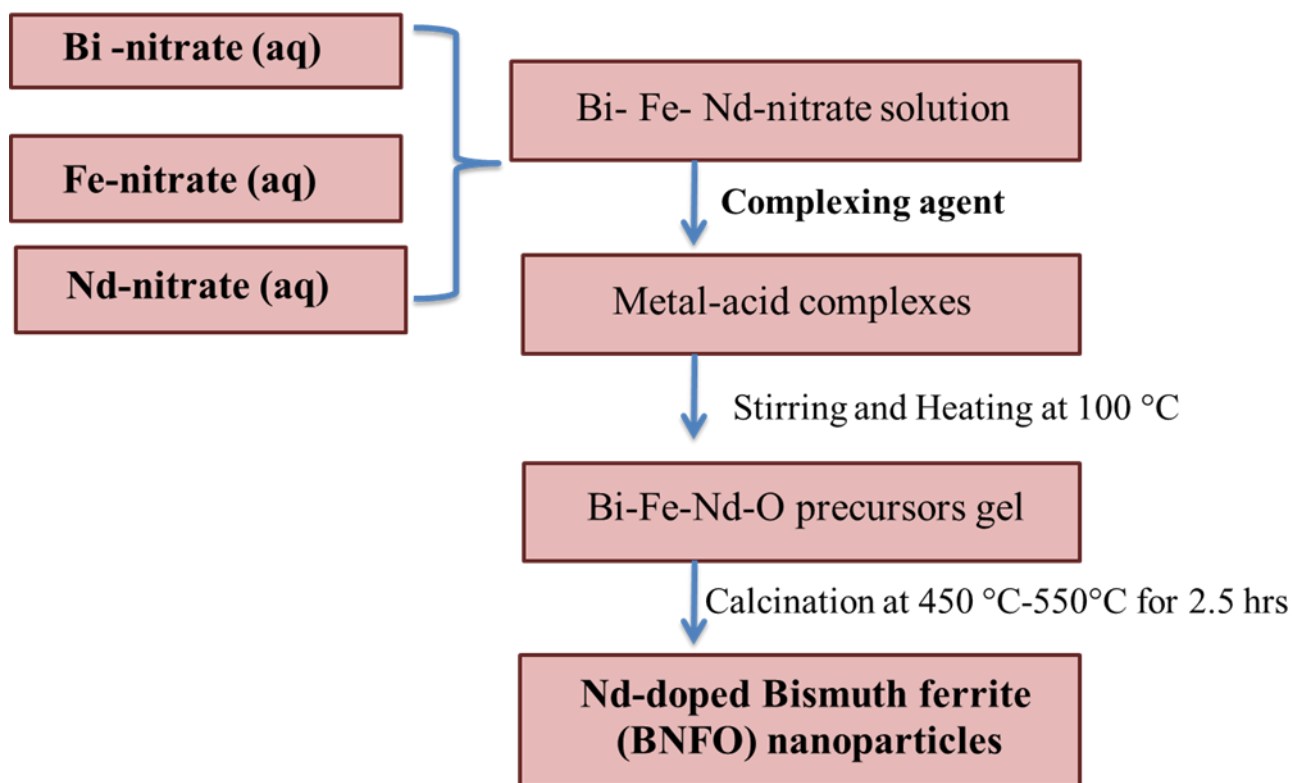 Bi -nitrate (aq)
Fe-nitrate (aq)
Nd-nitrate (aq)
Bi- Fe- Nd-nitrate solution
Complexing agent
Metal-acid complexes
Stirring and Heating at 100 °C
Bi-Fe-Nd-O precursors gel
Calcination at 450 °C-550°C for 2.5 hrs
Nd-doped Bismuth ferrite
(BNFO) nanoparticles